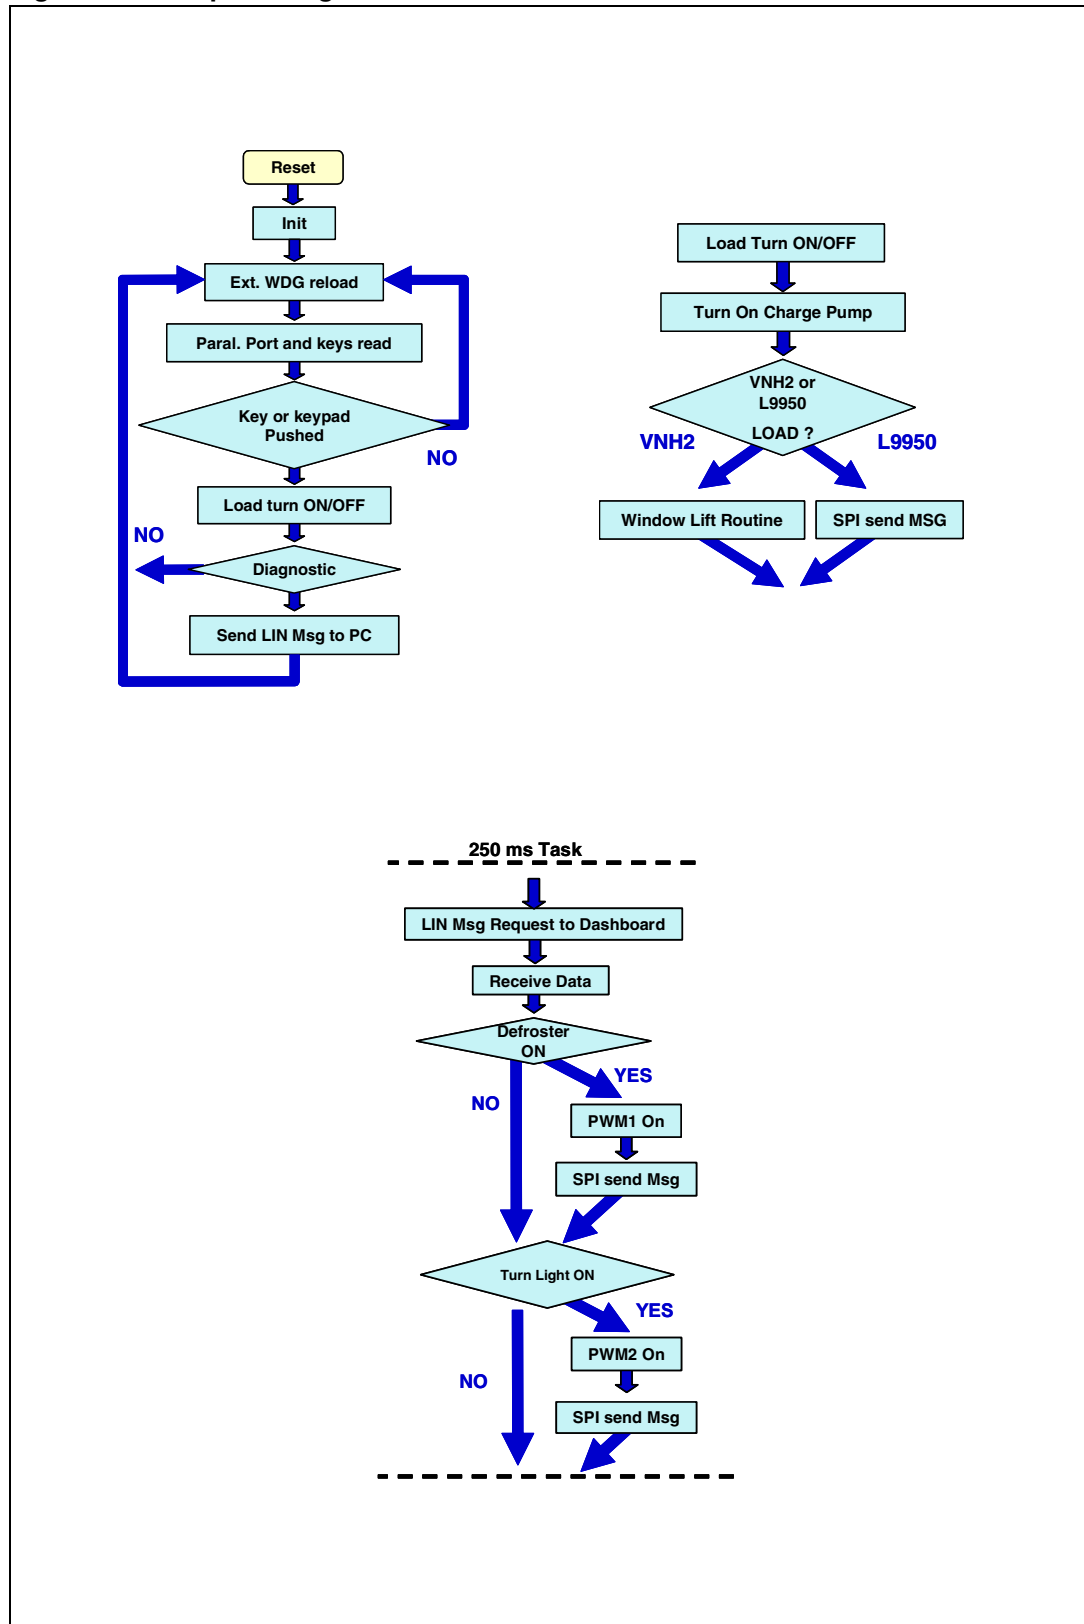 Reset
Init
Ext. WDG reload
Paral. Port and keys read
Key or keypad
Pushed
NO
Load turn ON/OFF
NO
Diagnostic
Send LIN Msg to PC
Load Turn ON/OFF
Turn On Charge Pump
VNH2 or
L9950
LOAD ?
VNH2
L9950
Window Lift Routine
SPI send MSG
250 ms Task
LIN Msg Request to Dashboard
Receive Data
Defroster
ON
YES
NO
PWM1 On
SPI send Msg
Turn Light ON
YES
PWM2 On
NO
SPI send Msg